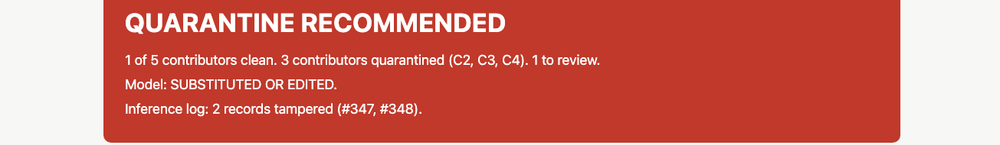 QUARANTINE RECOMMENDED
1 of 5 contributors clean. 3 contributors quarantined (C2, C3, C4). 1 to review.
Model: SUBSTITUTED OR EDITED.
Inference log: 2 records tampered (#347, #348).